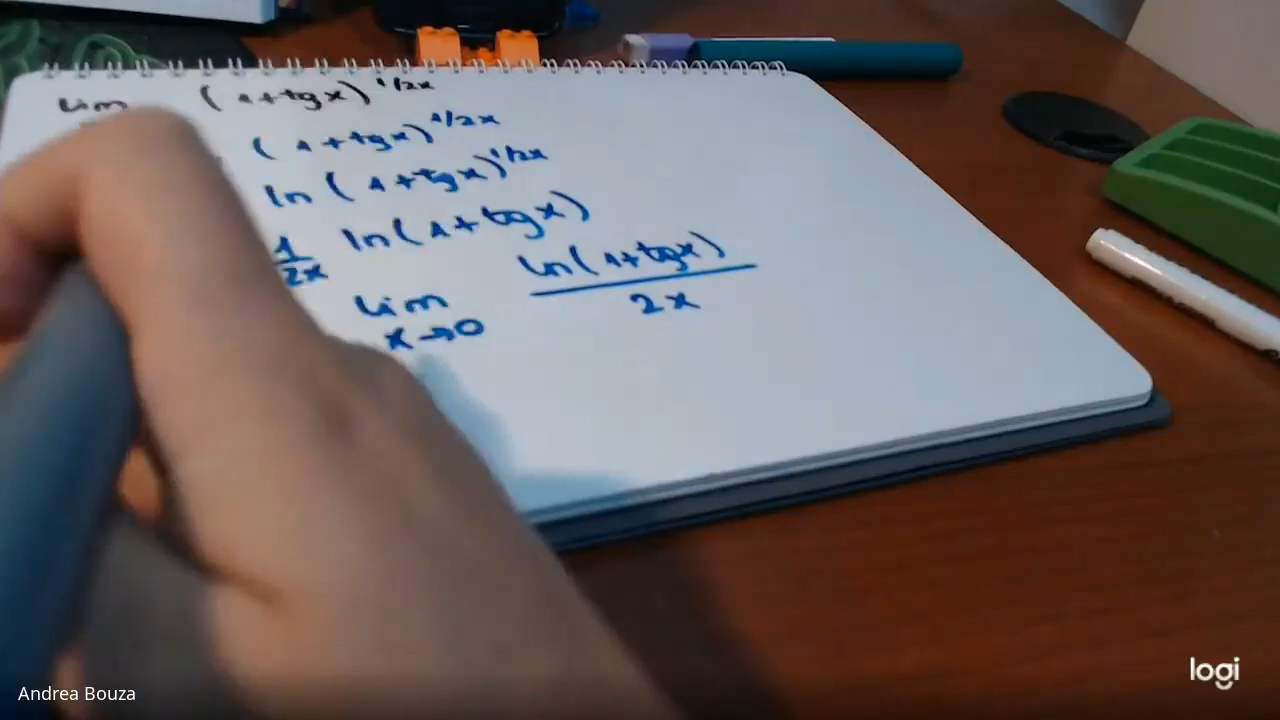 lim (1+tgx)^1/2x
(1+tgx)^1/2x
ln(1+tgx)^1/2x
1/2x ln(1+tgx)
lim x→0 ln(1+tgx)/2x
logi
Andrea Bouza